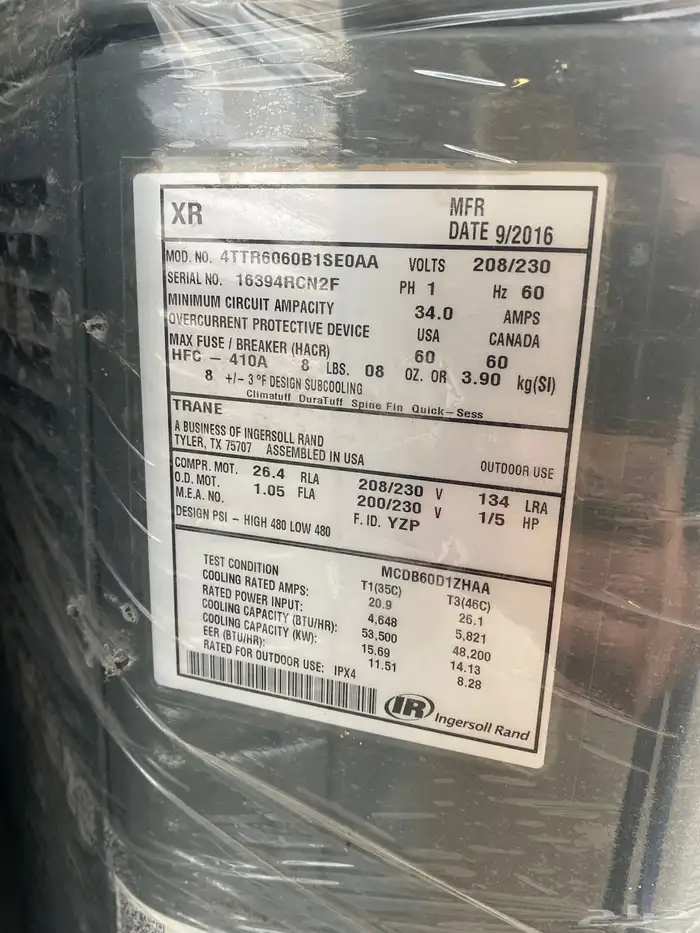 XR
MFR
DATE 9/2016
MOD. NO. 4TTR6060B1SE0AA VOLTS 208/230
SERIAL NO. 16394RCN2F PH 1 Hz 60
MINIMUM CIRCUIT AMPACITY 34.0 AMPS
OVERCURRENT PROTECTIVE DEVICE USA CANADA
MAX FUSE / BREAKER (HACR) 60 60
HFC - 410A 8 LBS. 08 OZ. OR 3.90 kg(SI)
8 +/- 3 °F DESIGN SUBCOOLING
Climatuff DuraTuff Spine Fin Quick-Sess
TRANE
A BUSINESS OF INGERSOLL RAND
TYLER, TX 75707 ASSEMBLED IN USA OUTDOOR USE
COMPR. MOT. 26.4 RLA 208/230 V 134 LRA
O.D. MOT. 1.05 FLA 200/230 V 1/5 HP
M.E.A. NO. F. ID. YZP
DESIGN PSI - HIGH 480 LOW 480
MCDB60D1ZHAA
TEST CONDITION T1(35C) T3(46C)
COOLING RATED AMPS: 20.9 26.1
RATED POWER INPUT: 4,648 5,821
COOLING CAPACITY (BTU/HR): 53,500 48,200
COOLING CAPACITY (KW): 15.69 14.13
EER (BTU/HR): 11.51 8.28
RATED FOR OUTDOOR USE: IPX4
IR Ingersoll Rand